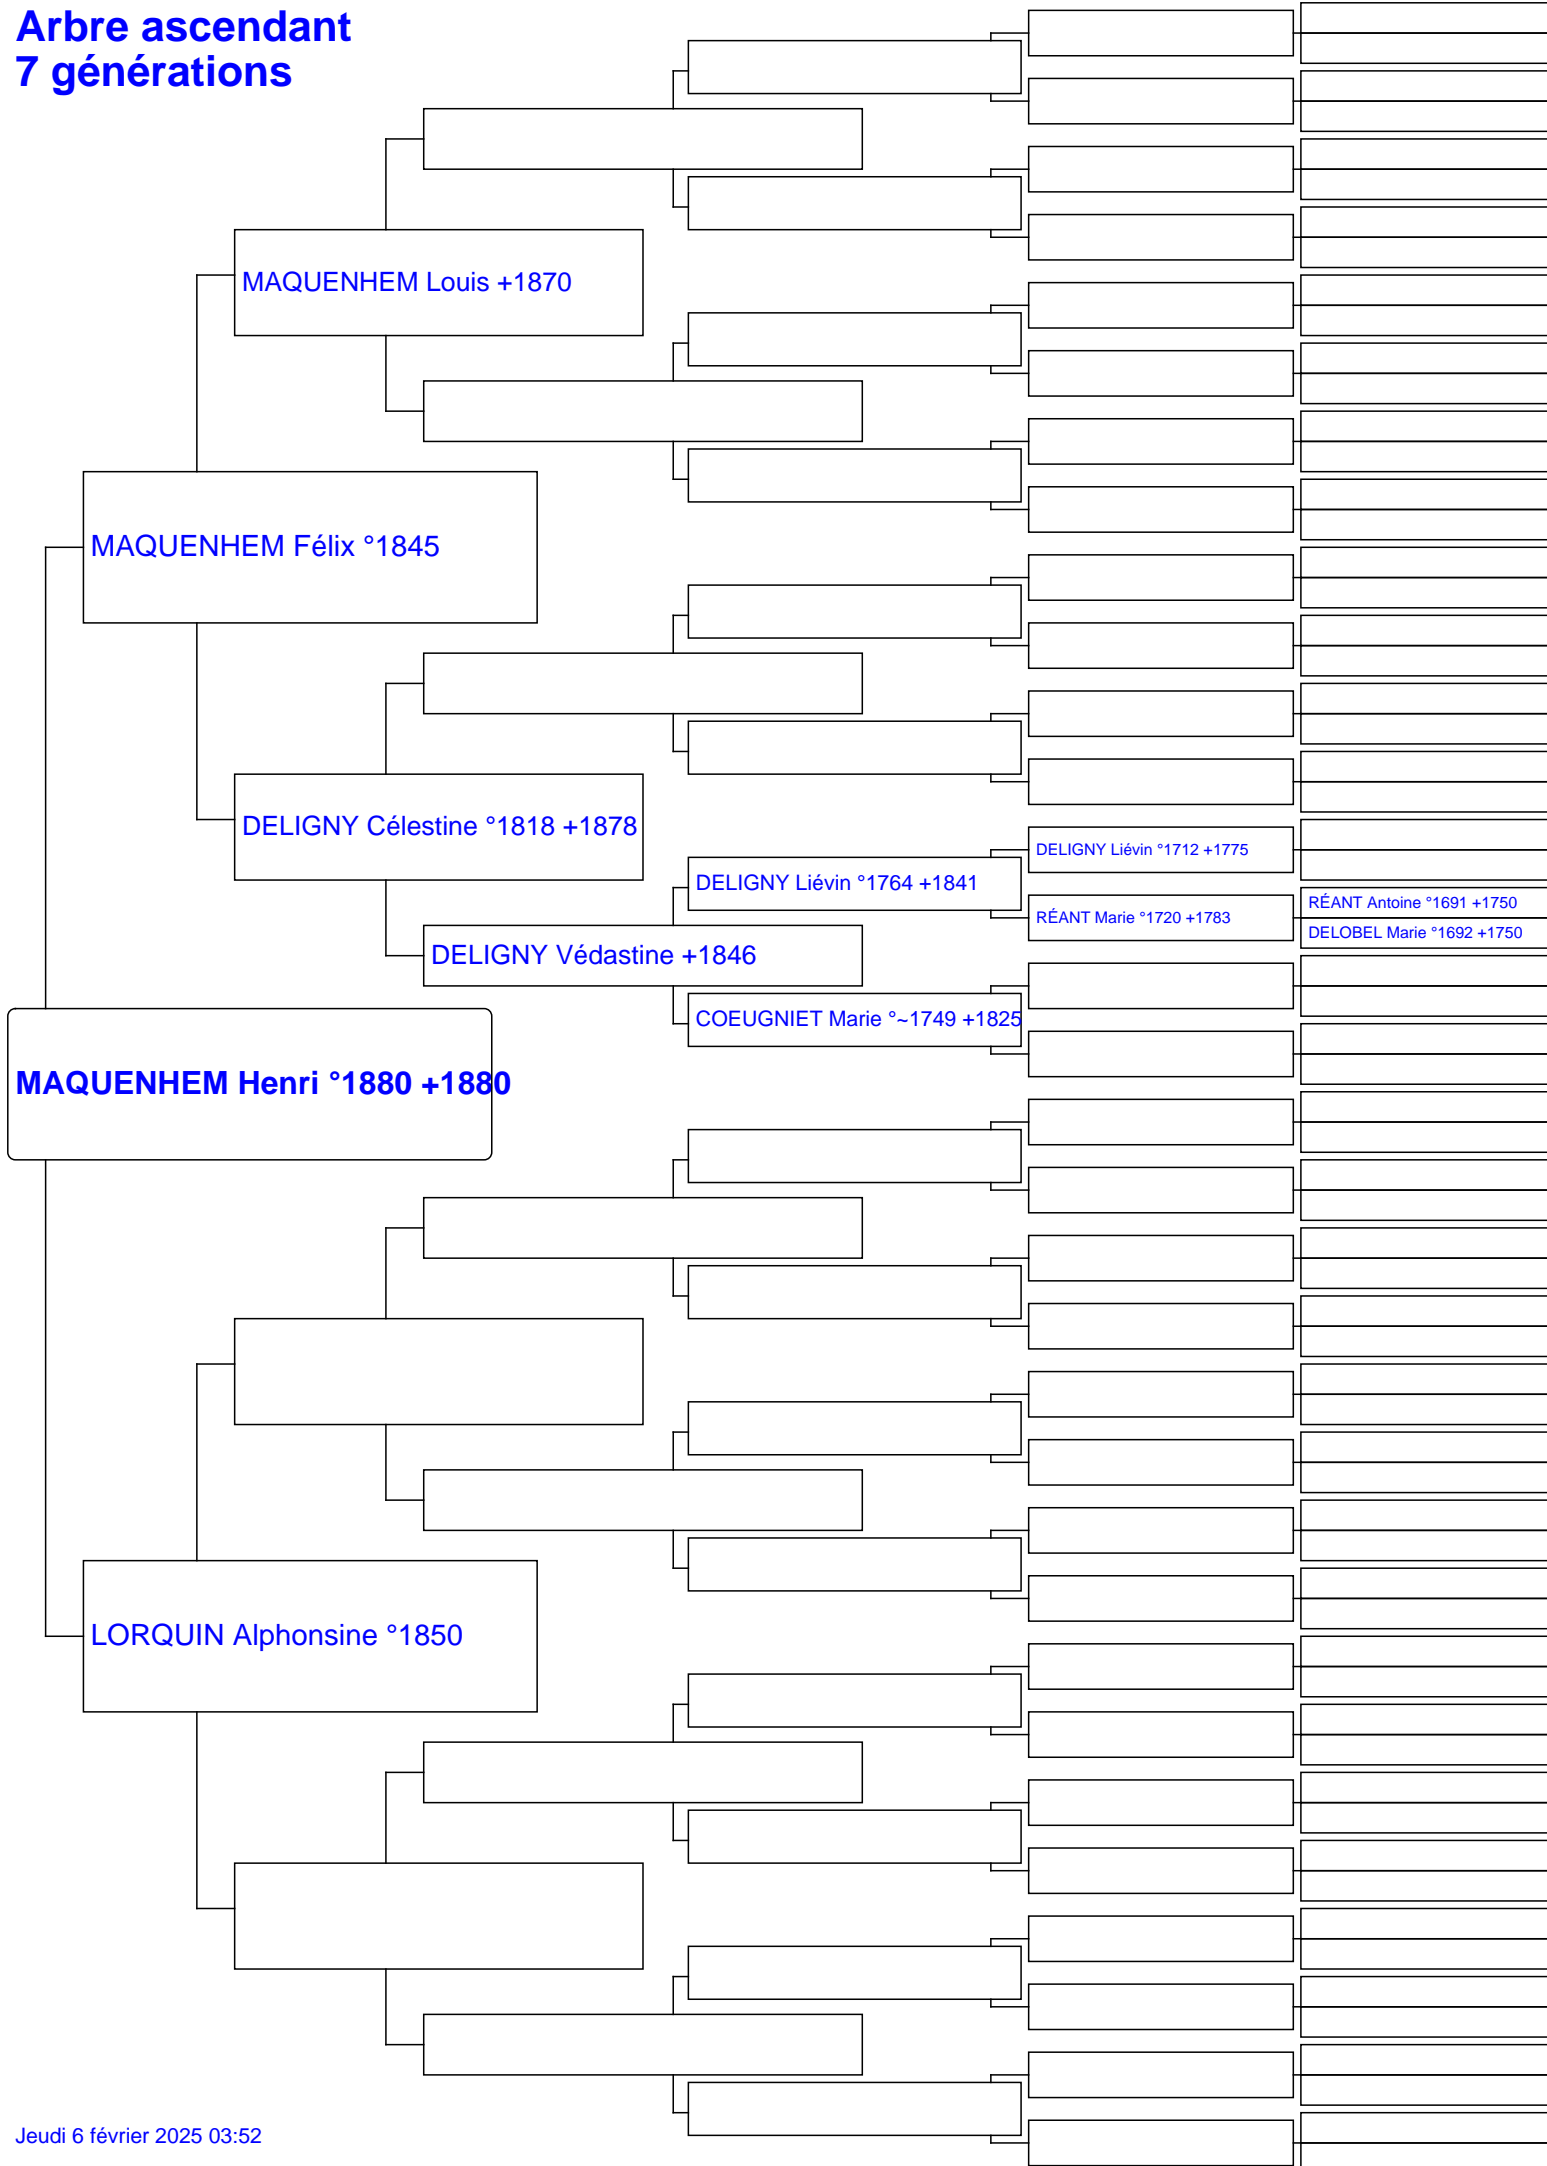 Arbre ascendant
7 générations
MAQUENHEM Louis +1870
MAQUENHEM Félix °1845
DELIGNY Célestine °1818 +1878
DELIGNY Liévin °1712 +1775
DELIGNY Liévin °1764 +1841
RÉANT Antoine °1691 +1750
RÉANT Marie °1720 +1783
DELOBEL Marie °1692 +1750
DELIGNY Védastine +1846
COEUGNIET Marie °~1749 +1825
MAQUENHEM Henri °1880 +1880
LORQUIN Alphonsine °1850
Jeudi 6 février 2025 03:52